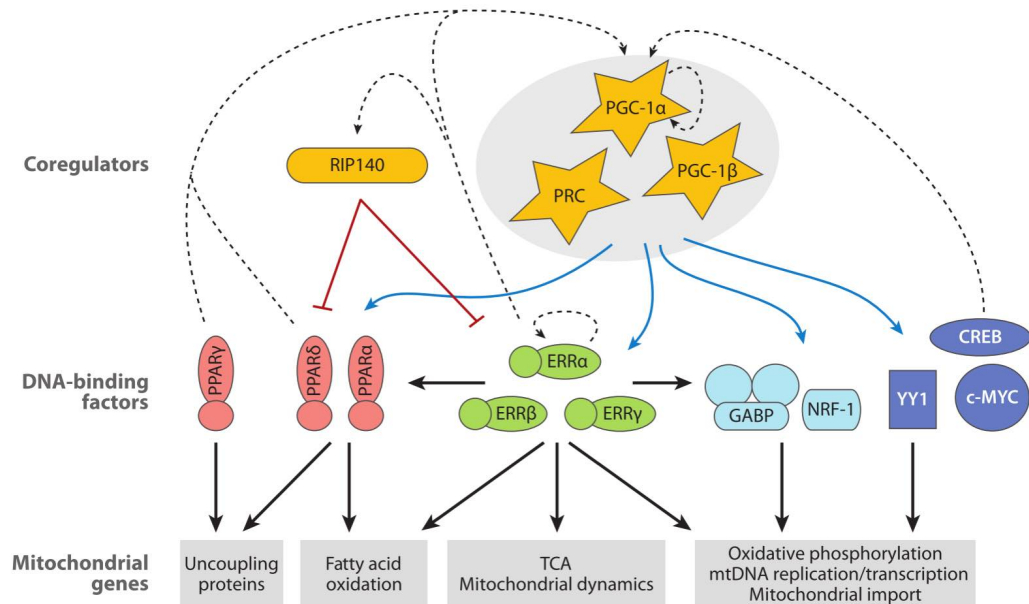 PGC-1α
Coregulators
RIP140
PRC
PGC-1β
CREB
DNA-binding
factors
PPARγ
PPARδ
PPARα
ERRα
ERRβ
ERRγ
GABP
NRF-1
YY1
c-MYC
Mitochondrial
genes
Uncoupling
proteins
Fatty acid
oxidation
TCA
Mitochondrial dynamics
Oxidative phosphorylation
mtDNA replication/transcription
Mitochondrial import